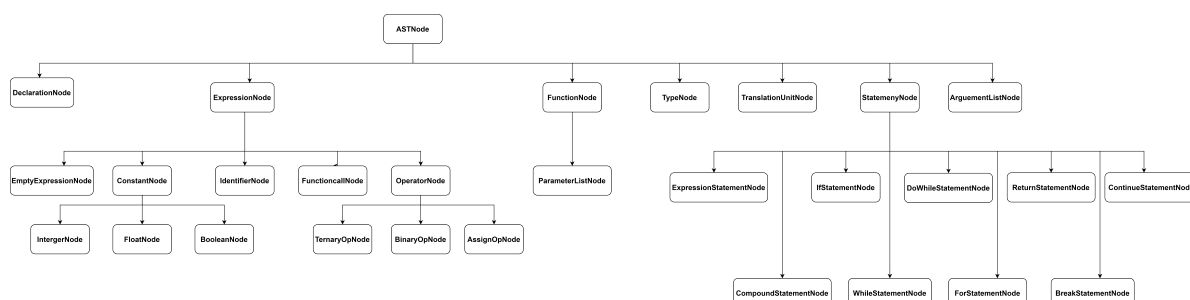 ASTNode
DeclarationNode
ExpressionNode
FunctionNode
TypeNode
TranslationUnitNode
StatemenyNode
ArguementListNode
EmptyExpressionNode
ConstantNode
IdentifierNode
FunctioncallNode
OperatorNode
ParameterListNode
ExpressionStatementNode
IfStatementNode
DoWhileStatementNode
ReturnStatementNode
ContinueStatementNode
IntergerNode
FloatNode
BooleanNode
TernaryOpNode
BinaryOpNode
AssignOpNode
CompoundStatementNode
WhileStatementNode
ForStatementNode
BreakStatementNode